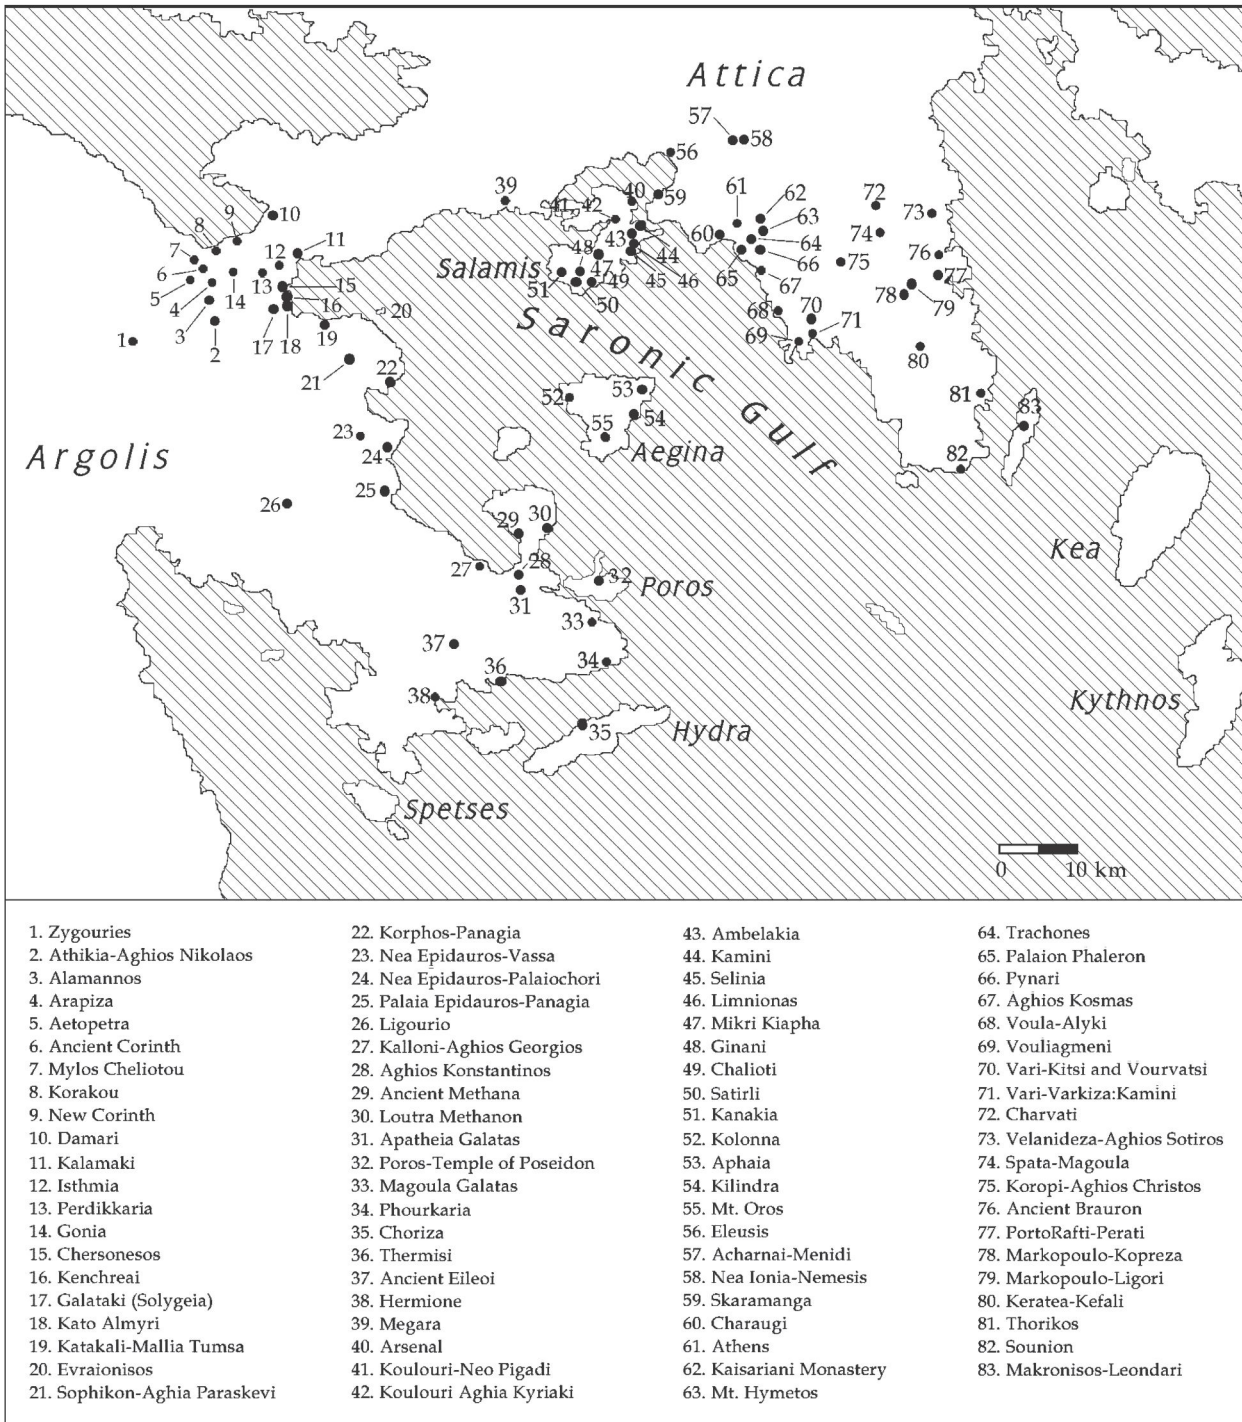 Attica
57
58
56
39
40
59
61
62
72
41, 42
63
73
8
9
10
60
64
74
7
11
43
44
65
66
75
76
6
12
48
47
45
46
67
77
5
4
14
13
15
Salamis
51
49
50
78
79
3
16
20
68
70
2
17
18
19
69
71
1
21
22
80
Saronic Gulf
52
53
81
83
54
55
23
24
Aegina
Argolis
82
25
26
29
30
Kea
27
28
32
Poros
31
33
37
34
36
38
Kythnos
35
Hydra
Spetses
0 10 km
1. Zygouries
2. Athikia-Aghios Nikolaos
3. Alamannos
4. Arapiza
5. Aetopetra
6. Ancient Corinth
7. Mylos Cheliotou
8. Korakou
9. New Corinth
10. Damari
11. Kalamaki
12. Isthmia
13. Perdikkaria
14. Gonia
15. Chersonesos
16. Kenchreai
17. Galataki (Solygeia)
18. Kato Almyri
19. Katakali-Mallia Tumsa
20. Evraionisos
21. Sophikon-Aghia Paraskevi
22. Korphos-Panagia
23. Nea Epidauros-Vassa
24. Nea Epidauros-Palaiochori
25. Palaia Epidauros-Panagia
26. Ligourio
27. Kalloni-Aghios Georgios
28. Aghios Konstantinos
29. Ancient Methana
30. Loutra Methanon
31. Apatheia Galatas
32. Poros-Temple of Poseidon
33. Magoula Galatas
34. Phourkaria
35. Choriza
36. Thermisi
37. Ancient Eileoi
38. Hermione
39. Megara
40. Arsenal
41. Koulouri-Neo Pigadi
42. Koulouri Aghia Kyriaki
43. Ambelakia
44. Kamini
45. Selinia
46. Limnionas
47. Mikri Kiapha
48. Ginani
49. Chalioti
50. Satirli
51. Kanakia
52. Kolonna
53. Aphaia
54. Kilindra
55. Mt. Oros
56. Eleusis
57. Acharnai-Menidi
58. Nea Ionia-Nemesis
59. Skaramanga
60. Charaugi
61. Athens
62. Kaisariani Monastery
63. Mt. Hymetos
64. Trachones
65. Palaion Phaleron
66. Pynari
67. Aghios Kosmas
68. Voula-Alyki
69. Vouliagmeni
70. Vari-Kitsi and Vourvatsi
71. Vari-Varkiza:Kamini
72. Charvati
73. Velanideza-Aghios Sotiros
74. Spata-Magoula
75. Koropi-Aghios Christos
76. Ancient Brauron
77. PortoRafti-Perati
78. Markopoulo-Kopreza
79. Markopoulo-Ligori
80. Keratea-Kefali
81. Thorikos
82. Sounion
83. Makronisos-Leondari